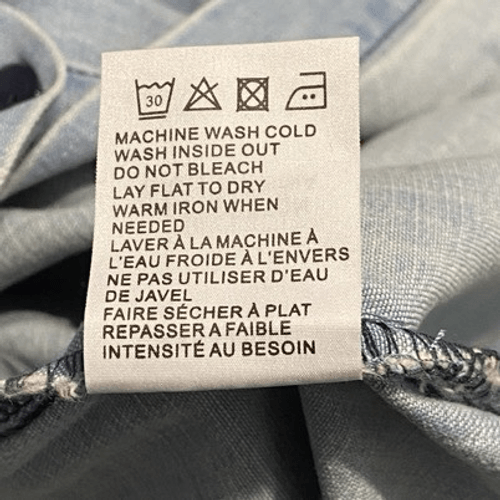 30
MACHINE WASH COLD
WASH INSIDE OUT
DO NOT BLEACH
LAY FLAT TO DRY
WARM IRON WHEN
NEEDED
LAVER À LA MACHINE À
L'EAU FROIDE À L'ENVERS
NE PAS UTILISER D'EAU
DE JAVEL
FAIRE SÉCHER À PLAT
REPASSER A FAIBLE
INTENSITÉ AU BESOIN